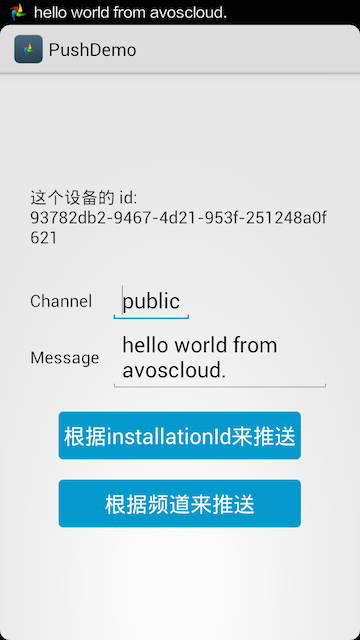 hello world from avoscloud.
PushDemo
这个设备的 id:
93782db2-9467-4d21-953f-251248a0f
621
Channel
public
Message
hello world from
avoscloud.
根据installationId来推送
根据频道来推送